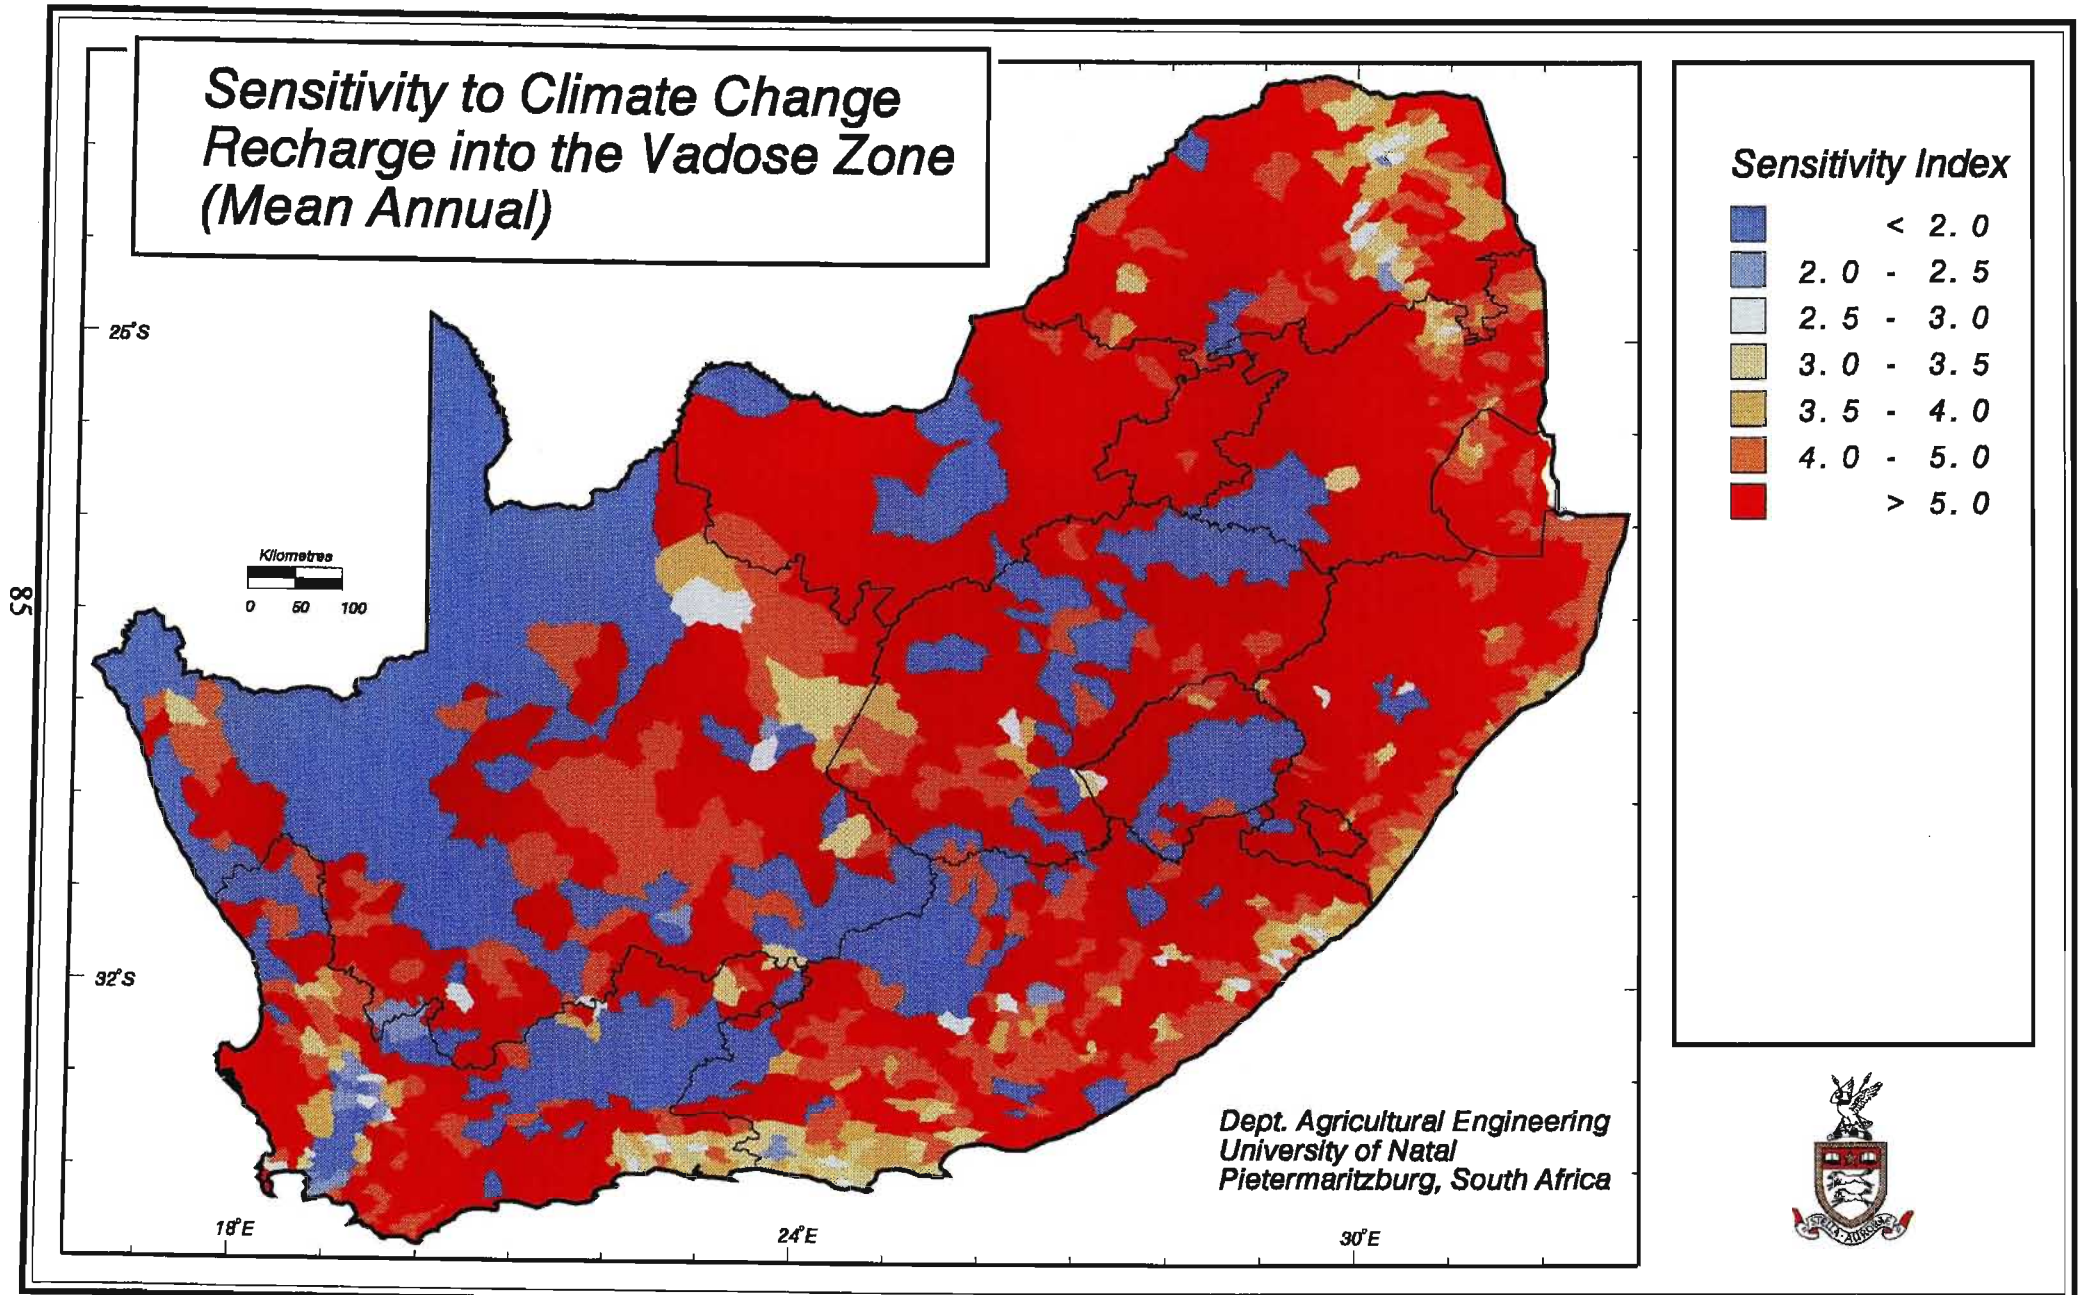 Sensitivity to Climate Change
Recharge into the Vadose Zone
(Mean Annual)
Sensitivity Index
< 2.0
2.0 - 2.5
2.5 - 3.0
3.0 - 3.5
3.5 - 4.0
4.0 - 5.0
> 5.0
25°S
Kilometres
0 50 100
85
32°S
Dept. Agricultural Engineering
University of Natal
Pietermaritzburg, South Africa
18°E
24°E
30°E
STELLA AURORAE